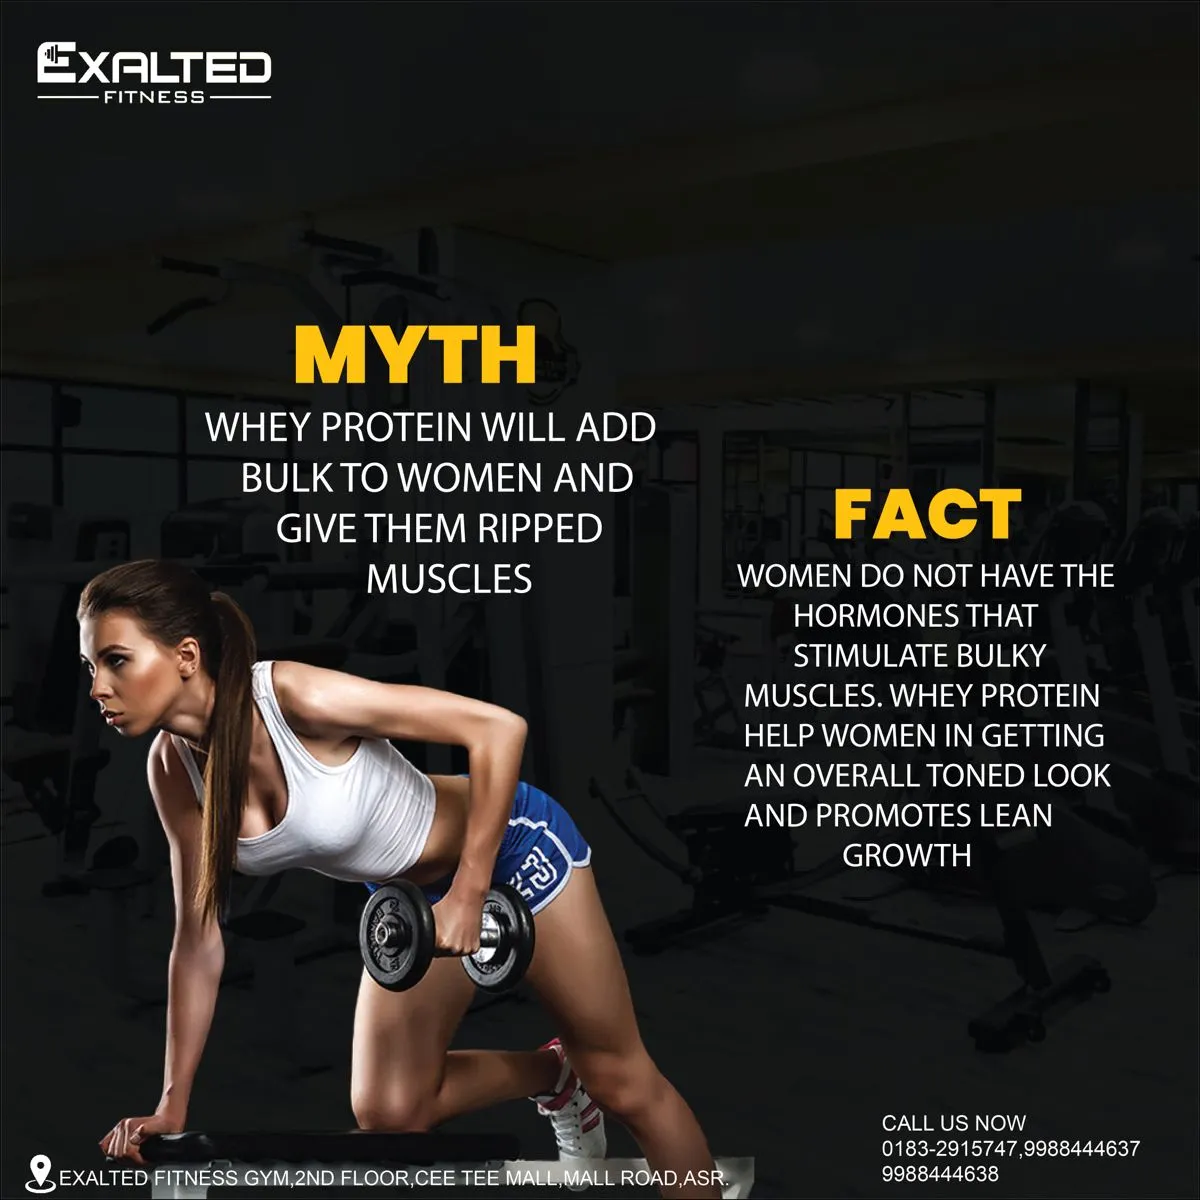 EXALTED
FITNESS
MYTH
WHEY PROTEIN WILL ADD
BULK TO WOMEN AND
GIVE THEM RIPPED
MUSCLES
FACT
WOMEN DO NOT HAVE THE
HORMONES THAT
STIMULATE BULKY
MUSCLES. WHEY PROTEIN
HELP WOMEN IN GETTING
AN OVERALL TONED LOOK
AND PROMOTES LEAN
GROWTH
23
CALL US NOW
0183-2915747,9988444637
9988444638
EXALTED FITNESS GYM,2ND FLOOR,CEE TEE MALL,MALL ROAD,ASR.